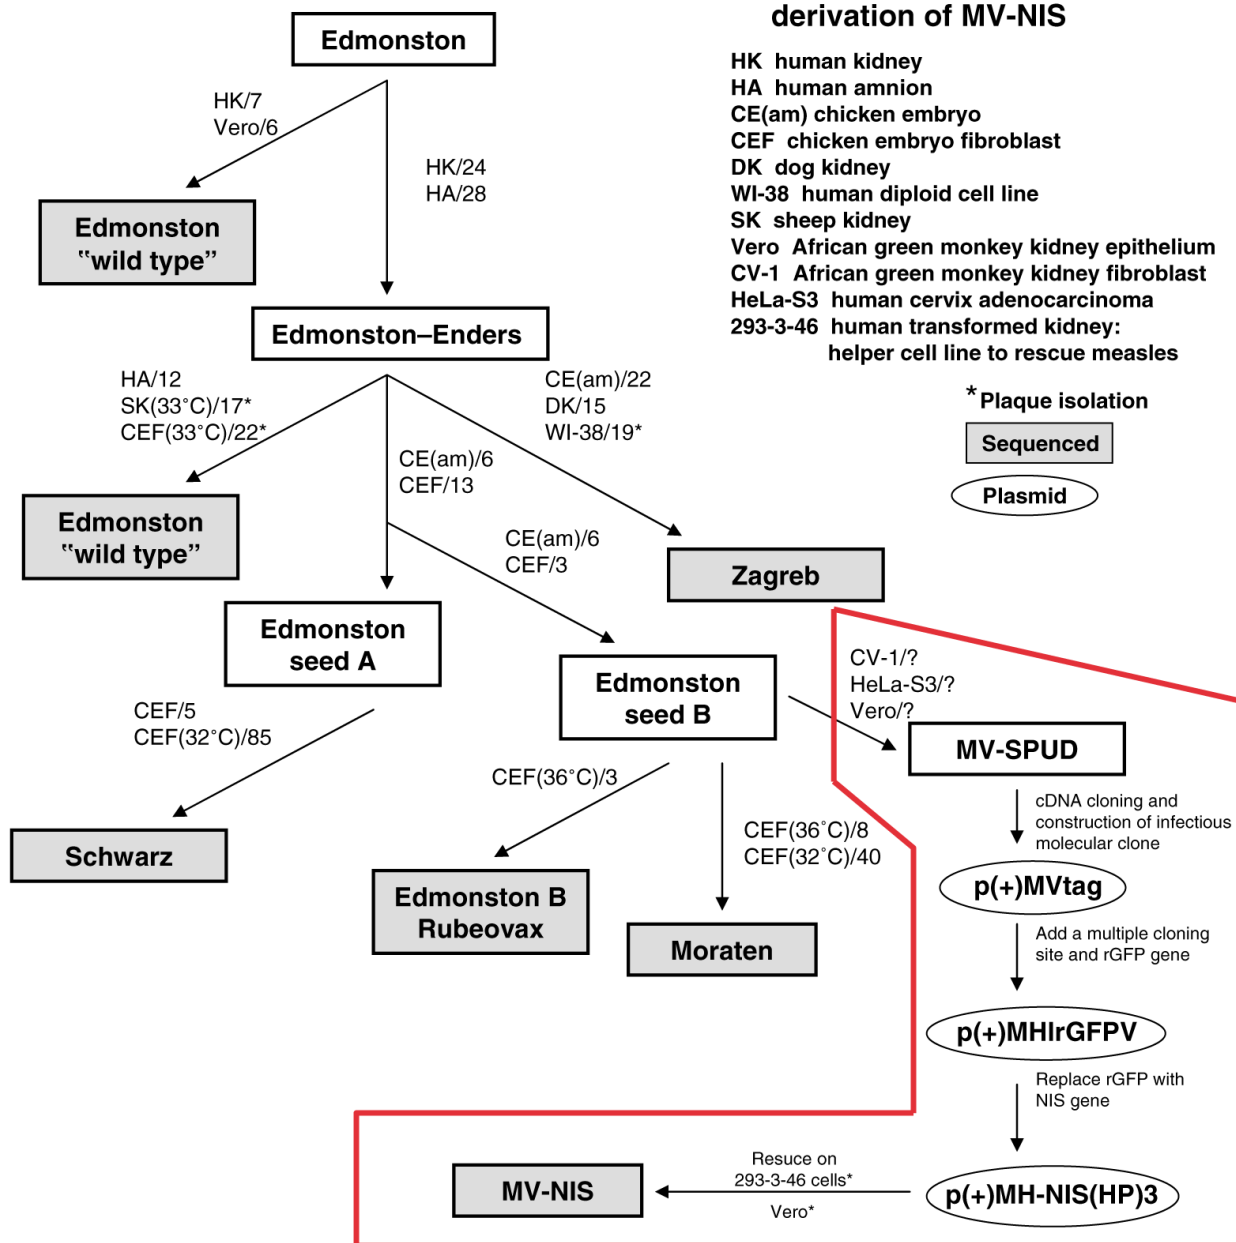 derivation of MV-NIS
HK human kidney
HA human amnion
CE(am) chicken embryo
CEF chicken embryo fibroblast
DK dog kidney
WI-38 human diploid cell line
SK sheep kidney
Vero African green monkey kidney epithelium
CV-1 African green monkey kidney fibroblast
HeLa-S3 human cervix adenocarcinoma
293-3-46 human transformed kidney:
helper cell line to rescue measles
*Plaque isolation
Sequenced
Plasmid
Edmonston
HK/7
Vero/6
HK/24
HA/28
Edmonston
"wild type"
Edmonston–Enders
HA/12
SK(33°C)/17*
CEF(33°C)/22*
CE(am)/6
CEF/13
CE(am)/22
DK/15
WI-38/19*
CE(am)/6
CEF/3
Edmonston
"wild type"
Zagreb
Edmonston
seed A
Edmonston
seed B
CV-1/?
HeLa-S3/?
Vero/?
MV-SPUD
CEF/5
CEF(32°C)/85
CEF(36°C)/3
CEF(36°C)/8
CEF(32°C)/40
Schwarz
Edmonston B
Rubeovax
Moraten
cDNA cloning and
construction of infectious
molecular clone
p(+)MVtag
Add a multiple cloning
site and rGFP gene
p(+)MHlrGFPV
Replace rGFP with
NIS gene
p(+)MH-NIS(HP)3
Resuce on
293-3-46 cells*
Vero*
MV-NIS